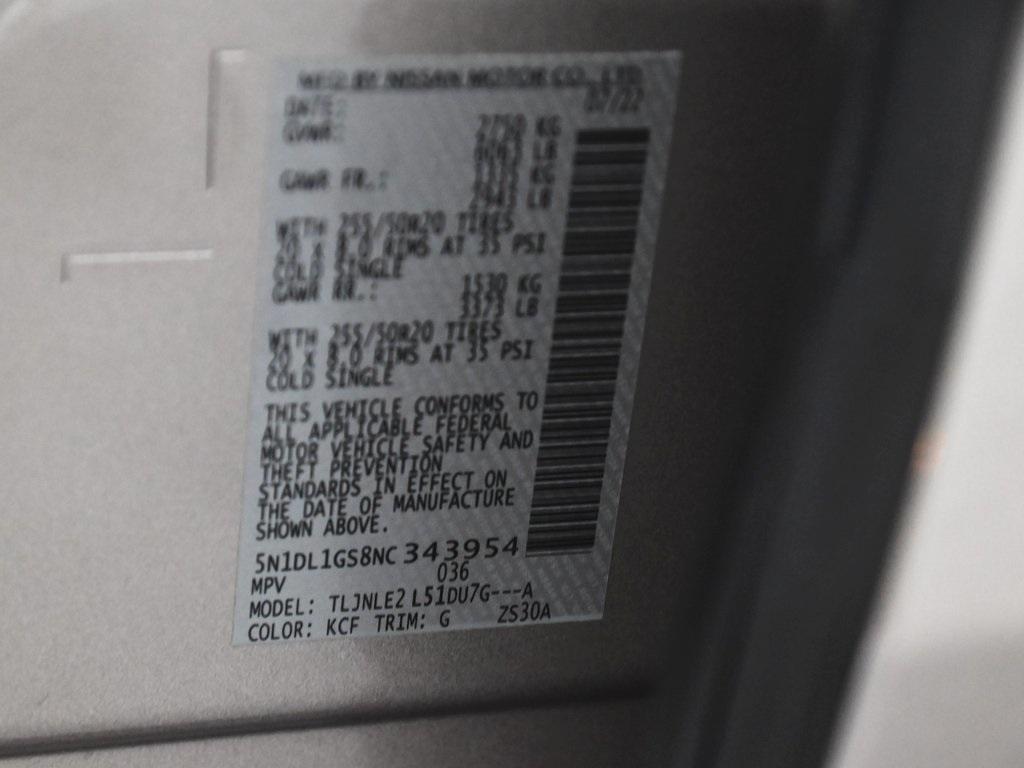 MFD BY NISSAN MOTOR CO., LTD
DATE: 07/22
GVWR: 2750 KG
6063 LB
GAWR FR.: 1335 KG
2943 LB
WITH 255/50R20 TIRES
20 X 8.0 RIMS AT 35 PSI
COLD SINGLE
GAWR RR.: 1530 KG
3373 LB
WITH 255/50R20 TIRES
20 X 8.0 RIMS AT 35 PSI
COLD SINGLE
THIS VEHICLE CONFORMS TO
ALL APPLICABLE FEDERAL
MOTOR VEHICLE SAFETY AND
THEFT PREVENTION
STANDARDS IN EFFECT ON
THE DATE OF MANUFACTURE
SHOWN ABOVE.
5N1DL1GS8NC 343954
MPV 036
MODEL: TLJNLE2 L51DU7G---A
COLOR: KCF TRIM: G ZS30A